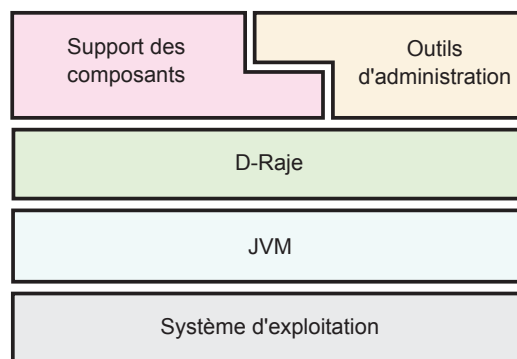 Support des
composants
Outils
d'administration
D-Raje
JVM
Système d'exploitation